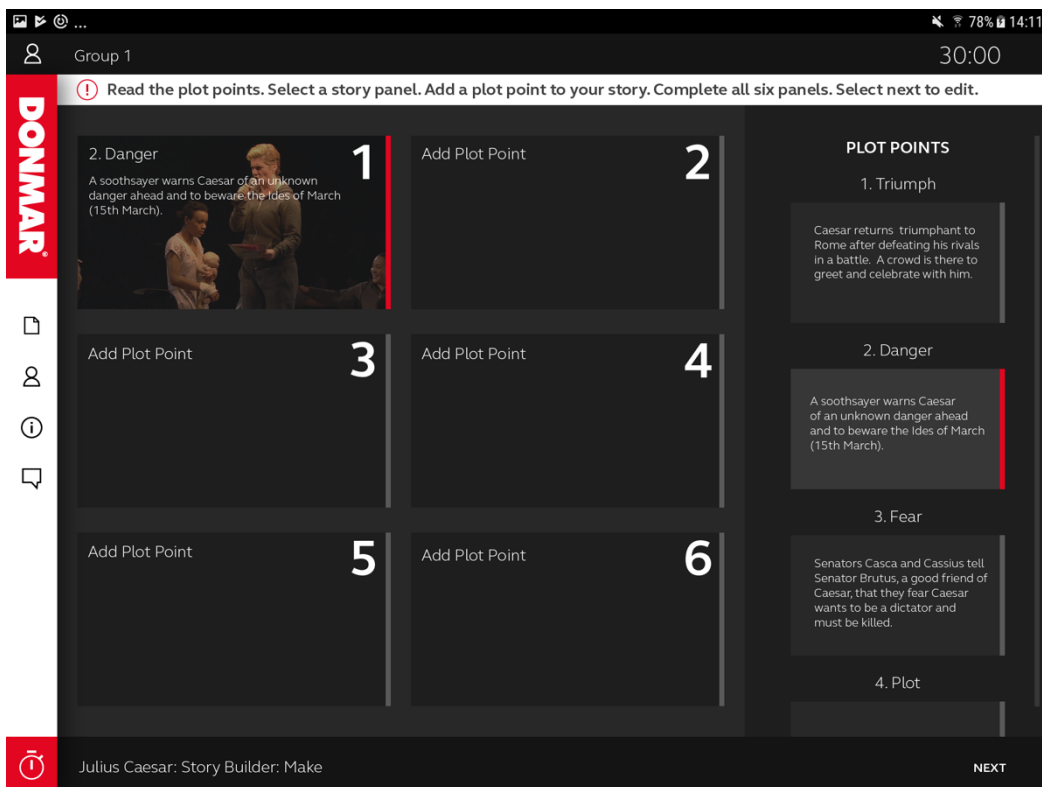 ... 78% 14:11
Group 1
30:00
Read the plot points. Select a story panel. Add a plot point to your story. Complete all six panels. Select next to edit.
DONMAR®
2. Danger
1
A soothsayer warns Caesar of an unknown
danger ahead and to beware the Ides of March
(15th March).
Add Plot Point
2
Add Plot Point
3
Add Plot Point
4
Add Plot Point
5
Add Plot Point
6
PLOT POINTS
1. Triumph
Caesar returns triumphant to
Rome after defeating his rivals
in a battle. A crowd is there to
greet and celebrate with him.
2. Danger
A soothsayer warns Caesar
of an unknown danger ahead
and to beware the Ides of March
(15th March).
3. Fear
Senators Casca and Cassius tell
Senator Brutus, a good friend of
Caesar, that they fear Caesar
wants to be a dictator and
must be killed.
4. Plot
Julius Caesar: Story Builder: Make
NEXT